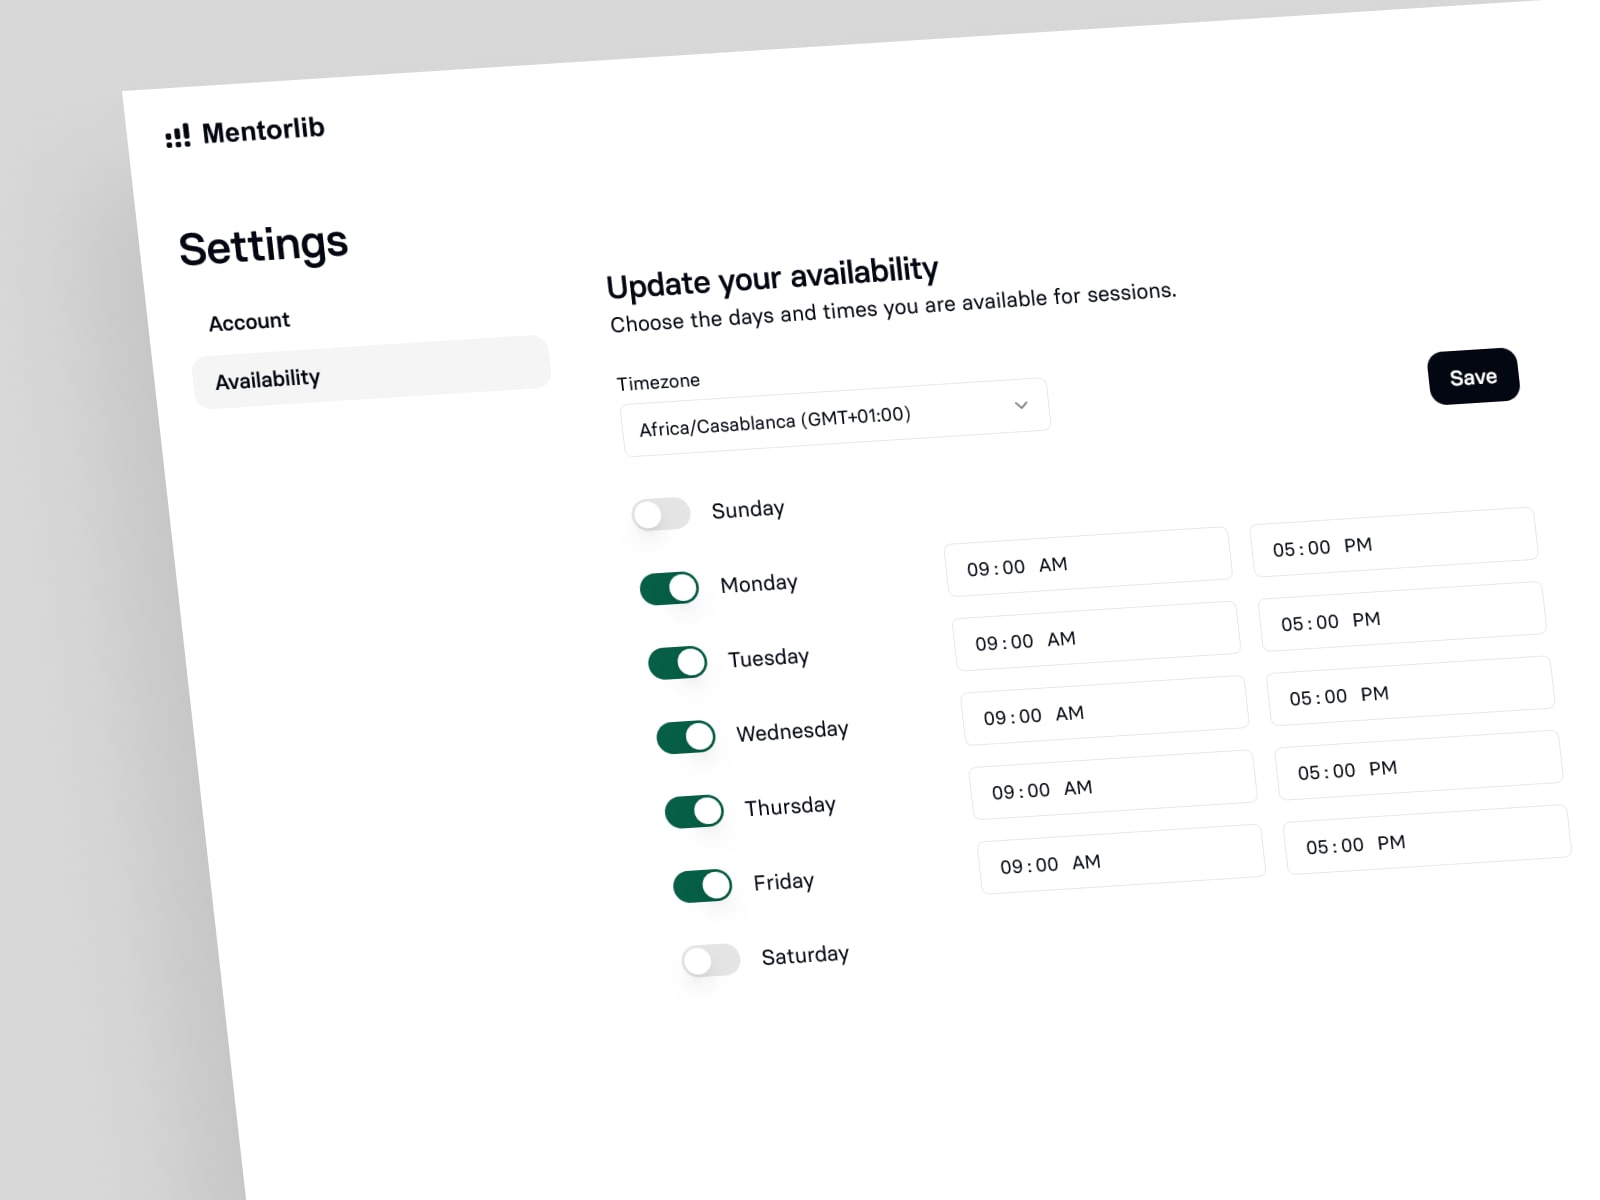 Mentorlib
Settings
Account
Availability
Update your availability
Choose the days and times you are available for sessions.
Timezone
Africa/Casablanca (GMT+01:00)
Save
Sunday
Monday 09:00 AM 05:00 PM
Tuesday 09:00 AM 05:00 PM
Wednesday 09:00 AM 05:00 PM
Thursday 09:00 AM 05:00 PM
Friday 09:00 AM 05:00 PM
Saturday